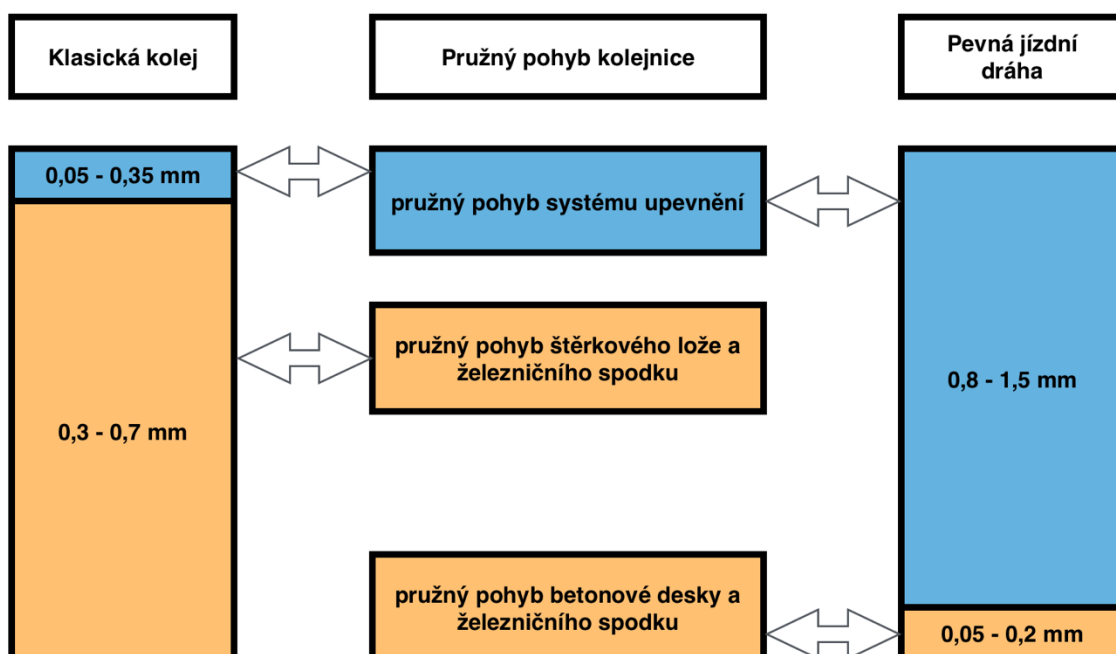 Klasická kolej
Pružný pohyb kolejnice
Pevná jízdní
dráha
0,05 - 0,35 mm
pružný pohyb systému upevnění
pružný pohyb štěrkového lože a
železničního spodku
0,8 - 1,5 mm
0,3 - 0,7 mm
pružný pohyb betonové desky a
železničního spodku
0,05 - 0,2 mm